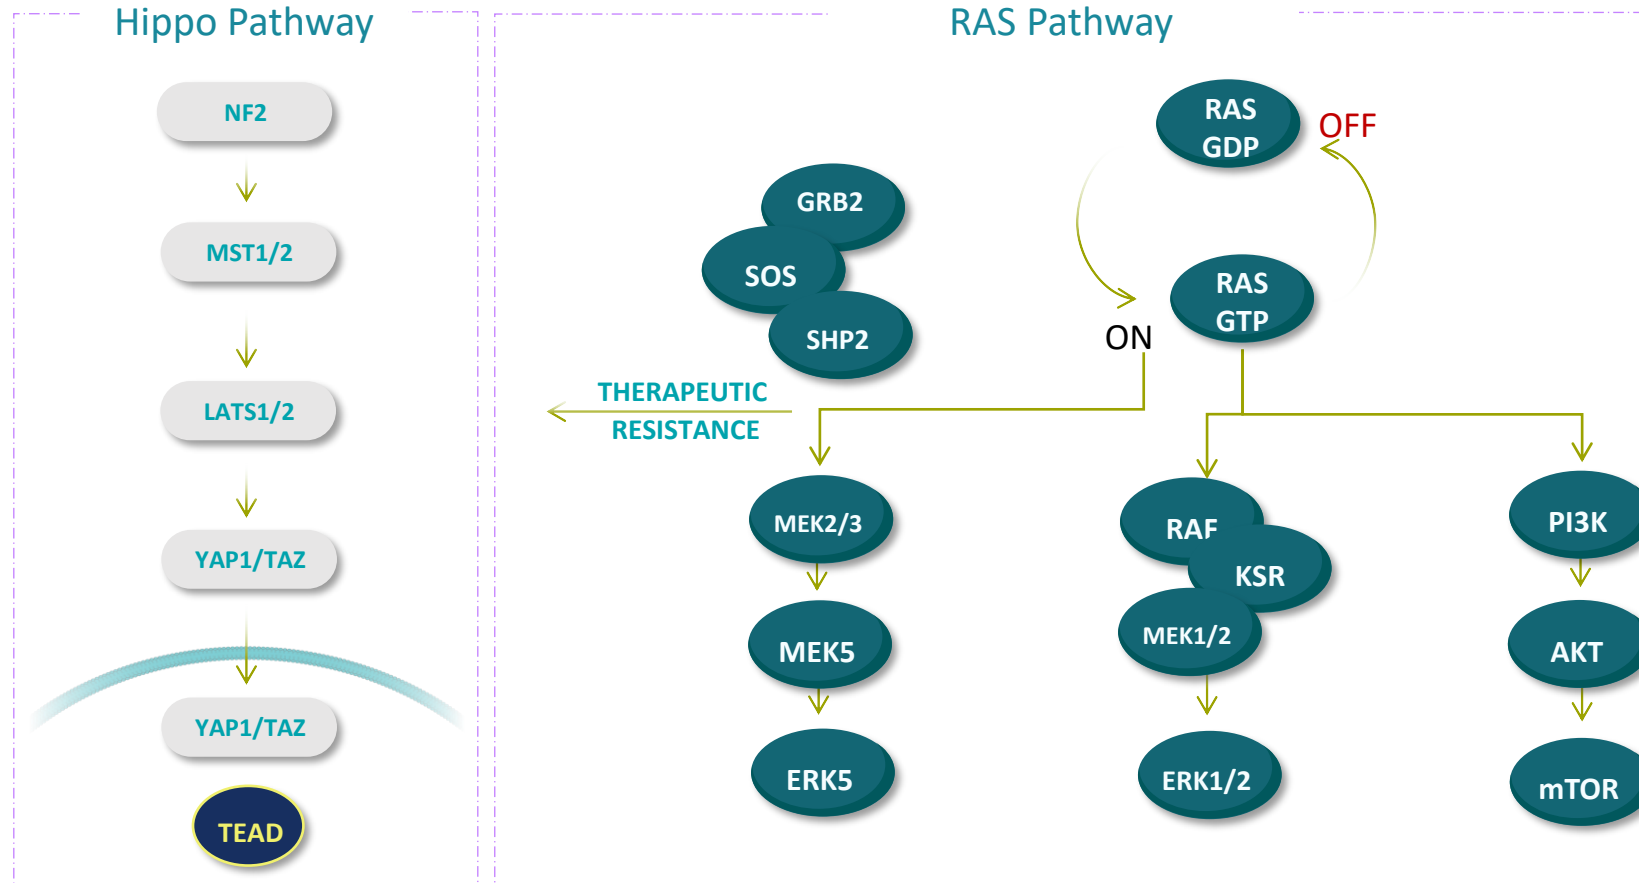 Hippo Pathway
NF2
MST1/2
LATS1/2
YAP1/TAZ
YAP1/TAZ
TEAD
RAS Pathway
RAS
GDP
OFF
GRB2
SOS
SHP2
RAS
GTP
ON
THERAPEUTIC
RESISTANCE
MEK2/3
MEK5
ERK5
RAF
KSR
MEK1/2
ERK1/2
PI3K
AKT
mTOR